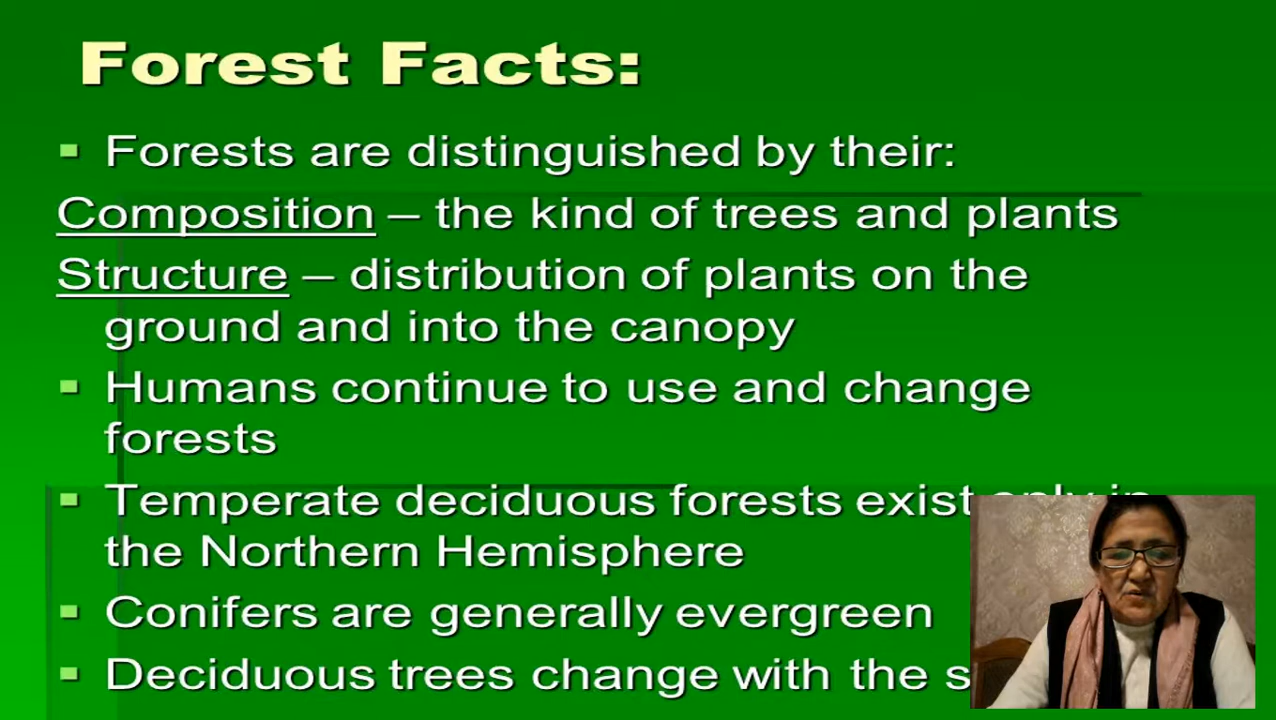 Forest Facts:
Forests are distinguished by their:
Composition – the kind of trees and plants
Structure – distribution of plants on the
ground and into the canopy
Humans continue to use and change
forests
Temperate deciduous forests exist only in
the Northern Hemisphere
Conifers are generally evergreen
Deciduous trees change with the